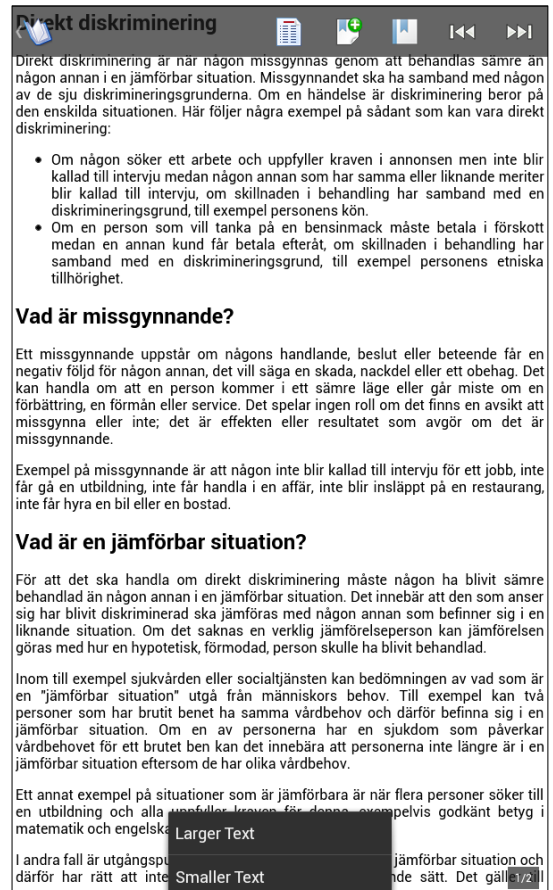 Direkt diskriminering
Direkt diskriminering är när någon missgynnas genom att behandlas sämre än
någon annan i en jämförbar situation. Missgynnandet ska ha samband med någon
av de sju diskrimineringsgrunderna. Om en händelse är diskriminering beror på
den enskilda situationen. Här följer några exempel på sådant som kan vara direkt
diskriminering:
• Om någon söker ett arbete och uppfyller kraven i annonsen men inte blir
kallad till intervju medan någon annan som har samma eller liknande meriter
blir kallad till intervju, om skillnaden i behandling har samband med en
diskrimineringsgrund, till exempel personens kön.
• Om en person som vill tanka på en bensinmack måste betala i förskott
medan en annan kund får betala efteråt, om skillnaden i behandling har
samband med en diskrimineringsgrund, till exempel personens etniska
tillhörighet.
Vad är missgynnande?
Ett missgynnande uppstår om någons handlande, beslut eller beteende får en
negativ följd för någon annan, det vill säga en skada, nackdel eller ett obehag. Det
kan handla om att en person kommer i ett sämre läge eller går miste om en
förbättring, en förmån eller service. Det spelar ingen roll om det finns en avsikt att
missgynna eller inte; det är effekten eller resultatet som avgör om det är
missgynnande.
Exempel på missgynnande är att någon inte blir kallad till intervju för ett jobb, inte
får gå en utbildning, inte får handla i en affär, inte blir insläppt på en restaurang,
inte får hyra en bil eller en bostad.
Vad är en jämförbar situation?
För att det ska handla om direkt diskriminering måste någon ha blivit sämre
behandlad än någon annan i en jämförbar situation. Det innebär att den som anser
sig har blivit diskriminerad ska jämföras med någon annan som befinner sig i en
liknande situation. Om det saknas en verklig jämförelseperson kan jämförelsen
göras med hur en hypotetisk, förmodad, person skulle ha blivit behandlad.
Inom till exempel sjukvården eller socialtjänsten kan bedömningen av vad som är
en "jämförbar situation" utgå från människors behov. Till exempel kan två
personer som har brutit benet ha samma vårdbehov och därför befinna sig i en
jämförbar situation. Om en av personerna har en sjukdom som påverkar
vårdbehovet för ett brutet ben kan det innebära att personerna inte längre är i en
jämförbar situation eftersom de har olika vårdbehov.
Ett annat exempel på situationer som är jämförbara är när flera personer söker till
en utbildning och alla uppfyller kraven för denna, exempelvis godkänt betyg i
matematik och engelska
Larger Text
I andra fall är utgångspu jämförbar situation och
därför har rätt att inte nde sätt. Det gäller till
Smaller Text
1/2